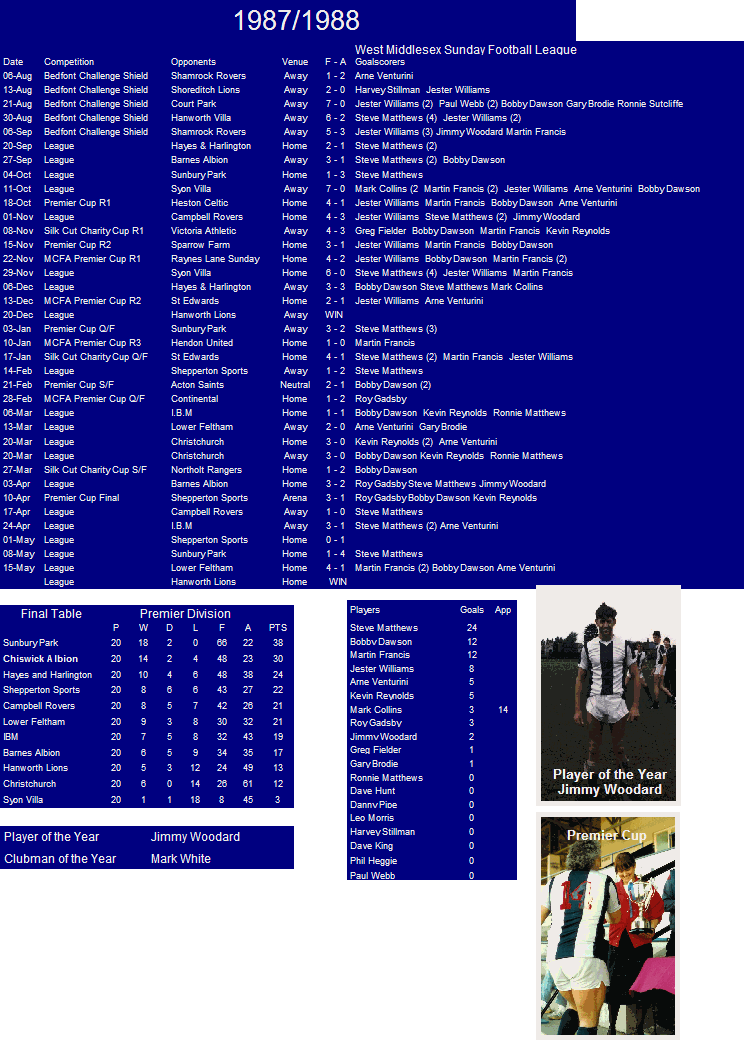 1987/1988
West Middlesex Sunday Football League
Date Competition Opponents Venue F - A Goalscorers
06-Aug Bedfont Challenge Shield Shamrock Rovers Away 1 - 2 Arne Venturini
13-Aug Bedfont Challenge Shield Shoreditch Lions Away 2 - 0 Harvey Stillman Jester Williams
21-Aug Bedfont Challenge Shield Court Park Away 7 - 0 Jester Williams (2) Paul Webb (2) Bobby Dawson Gary Brodie Ronnie Sutcliffe
30-Aug Bedfont Challenge Shield Hanworth Villa Away 6 - 2 Steve Matthews (4) Jester Williams (2)
06-Sep Bedfont Challenge Shield Shamrock Rovers Away 5 - 3 Jester Williams (3) Jimmy Woodard Martin Francis
20-Sep League Hayes & Harlington Home 2 - 1 Steve Matthews (2)
27-Sep League Barnes Albion Away 3 - 1 Steve Matthews (2) Bobby Dawson
04-Oct League Sunbury Park Home 1 - 3 Steve Matthews
11-Oct League Syon Villa Away 7 - 0 Mark Collins (2 Martin Francis (2) Jester Williams Arne Venturini Bobby Dawson
18-Oct Premier Cup R1 Heston Celtic Home 4 - 1 Jester Williams Martin Francis Bobby Dawson Arne Venturini
01-Nov League Campbell Rovers Home 4 - 3 Jester Williams Steve Matthews (2) Jimmy Woodard
08-Nov Silk Cut Charity Cup R1 Victoria Athletic Away 4 - 3 Greg Fielder Bobby Dawson Martin Francis Kevin Reynolds
15-Nov Premier Cup R2 Sparrow Farm Home 3 - 1 Jester Williams Martin Francis Bobby Dawson
22-Nov MCFA Premier Cup R1 Raynes Lane Sunday Home 4 - 2 Jester Williams Bobby Dawson Martin Francis (2)
29-Nov League Syon Villa Home 6 - 0 Steve Matthews (4) Jester Williams Martin Francis
06-Dec League Hayes & Harlington Away 3 - 3 Bobby Dawson Steve Matthews Mark Collins
13-Dec MCFA Premier Cup R2 St Edwards Home 2 - 1 Jester Williams Arne Venturini
20-Dec League Hanworth Lions Away WIN
03-Jan Premier Cup Q/F Sunbury Park Away 3 - 2 Steve Matthews (3)
10-Jan MCFA Premier Cup R3 Hendon United Home 1 - 0 Martin Francis
17-Jan Silk Cut Charity Cup Q/F St Edwards Home 4 - 1 Steve Matthews (2) Martin Francis Jester Williams
14-Feb League Shepperton Sports Away 1 - 2 Steve Matthews
21-Feb Premier Cup S/F Acton Saints Neutral 2 - 1 Bobby Dawson (2)
28-Feb MCFA Premier Cup Q/F Continental Home 1 - 2 Roy Gadsby
06-Mar League I.B.M Home 1 - 1 Bobby Dawson Kevin Reynolds Ronnie Matthews
13-Mar League Lower Feltham Away 2 - 0 Arne Venturini Gary Brodie
20-Mar League Christchurch Home 3 - 0 Kevin Reynolds (2) Arne Venturini
20-Mar League Christchurch Away 3 - 0 Bobby Dawson Kevin Reynolds Ronnie Matthews
27-Mar Silk Cut Charity Cup S/F Northolt Rangers Home 1 - 2 Bobby Dawson
03-Apr League Barnes Albion Home 3 - 2 Roy Gadsby Steve Matthews Jimmy Woodard
10-Apr Premier Cup Final Shepperton Sports Arena 3 - 1 Roy Gadsby Bobby Dawson Kevin Reynolds
17-Apr League Campbell Rovers Away 1 - 0 Steve Matthews
24-Apr League I.B.M Away 3 - 1 Steve Matthews (2) Arne Venturini
01-May League Shepperton Sports Home 0 - 1
08-May League Sunbury Park Home 1 - 4 Steve Matthews
15-May League Lower Feltham Home 4 - 1 Martin Francis (2) Bobby Dawson Arne Venturini
League Hanworth Lions Home WIN
Final Table Premier Division
P W D L F A PTS
Sunbury Park 20 18 2 0 66 22 38
Chiswick Albion 20 14 2 4 48 23 30
Hayes and Harlington 20 10 4 6 48 38 24
Shepperton Sports 20 8 6 6 43 27 22
Campbell Rovers 20 8 5 7 42 26 21
Lower Feltham 20 9 3 8 30 32 21
IBM 20 7 5 8 32 43 19
Barnes Albion 20 6 5 9 34 35 17
Hanworth Lions 20 5 3 12 24 49 13
Christchurch 20 6 0 14 26 61 12
Syon Villa 20 1 1 18 8 45 3
Player of the Year Jimmy Woodard
Clubman of the Year Mark White
Players Goals App
Steve Matthews 24
Bobby Dawson 12
Martin Francis 12
Jester Williams 8
Arne Venturini 5
Kevin Reynolds 5
Mark Collins 3 14
Roy Gadsby 3
Jimmy Woodard 2
Greg Fielder 1
Gary Brodie 1
Ronnie Matthews 0
Dave Hunt 0
Danny Pipe 0
Leo Morris 0
Harvey Stillman 0
Dave King 0
Phil Heggie 0
Paul Webb 0
Player of the Year
Jimmy Woodard
Premier Cup
14